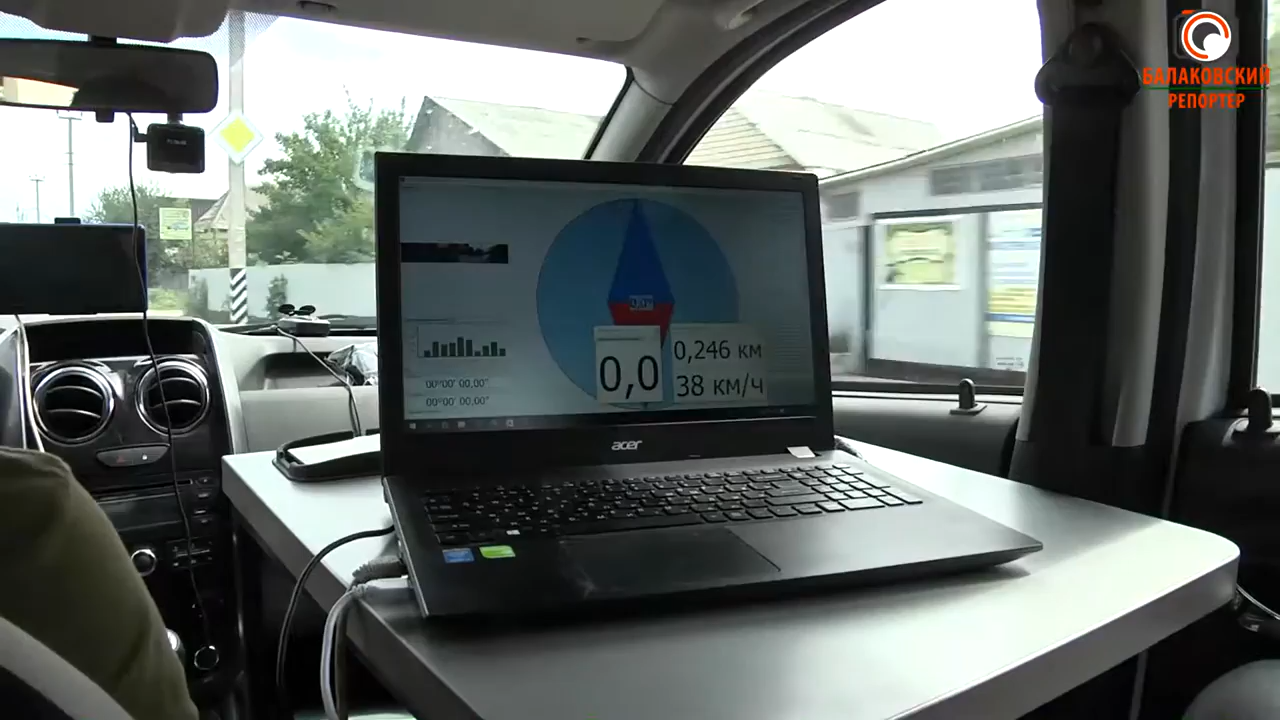 БАЛАКОВСКИЙ
РЕПОРТЕР
0,0
0,246 км
38 км/ч
00°00' 00,00"
00°00' 00,00"
acer